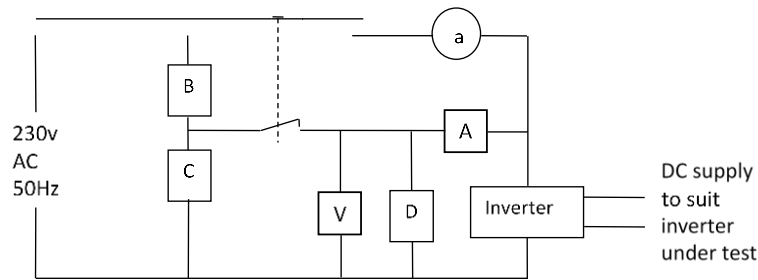 a
B
A
230v
AC
50Hz
C
V
D
Inverter
DC supply
to suit
inverter
under test